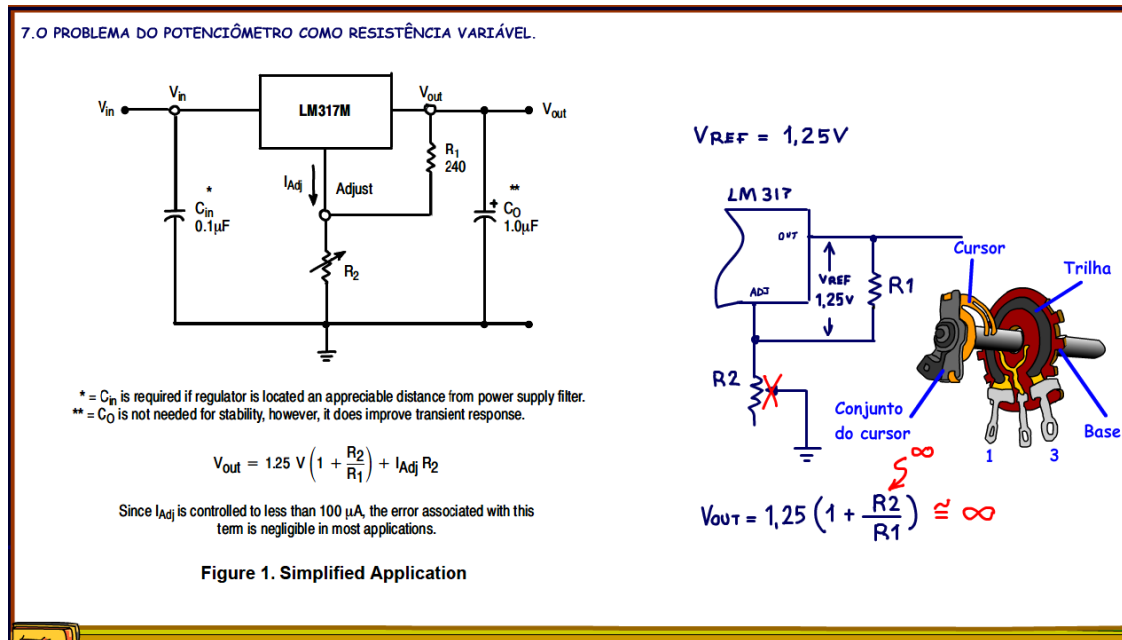 7.O PROBLEMA DO POTENCIÔMETRO COMO RESISTÊNCIA VARIÁVEL.
Vin
Vin
LM317M
Vout
Vout
R1
240
IAdj
Adjust
*
Cin
0.1µF
**
+ CO
1.0µF
R2
* = Cin is required if regulator is located an appreciable distance from power supply filter.
** = CO is not needed for stability, however, it does improve transient response.
Vout = 1.25 V (1 + R2/R1) + IAdj R2
Since IAdj is controlled to less than 100 µA, the error associated with this
term is negligible in most applications.
Figure 1. Simplified Application
VREF = 1,25V
LM317
OUT
ADJ
VREF
1,25V
R1
R2
Cursor
Trilha
Conjunto
do cursor
Base
1
3
∞
VOUT = 1,25 (1 + R2/R1) ≅ ∞